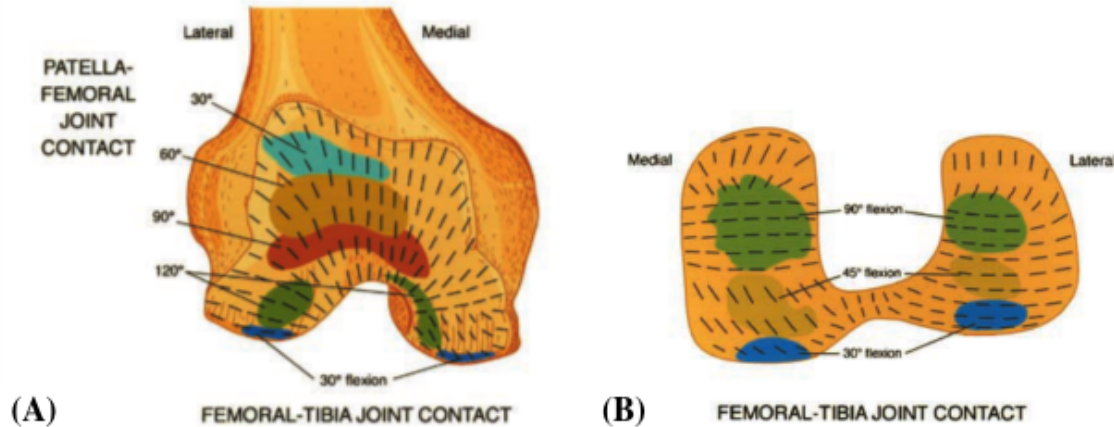 Lateral
Medial
PATELLA-
FEMORAL
JOINT
CONTACT
30°
60°
90°
120°
30° flexion
(A)
FEMORAL-TIBIA JOINT CONTACT
Medial
Lateral
90° flexion
45° flexion
30° flexion
(B)
FEMORAL-TIBIA JOINT CONTACT